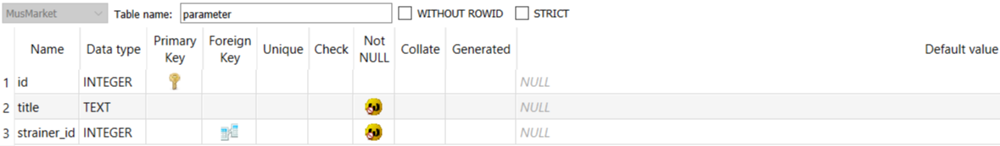 MusMarket Table name: parameter WITHOUT ROWID STRICT
Name Data type Primary Key Foreign Key Unique Check Not NULL Collate Generated Default value
1 id INTEGER NULL
2 title TEXT NULL
3 strainer_id INTEGER NULL